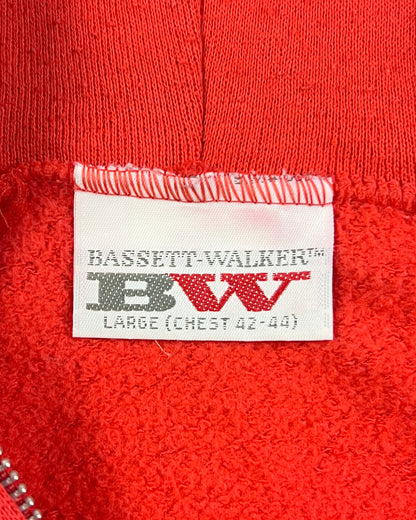 BASSETT-WALKER™
BW
LARGE (CHEST 42-44)